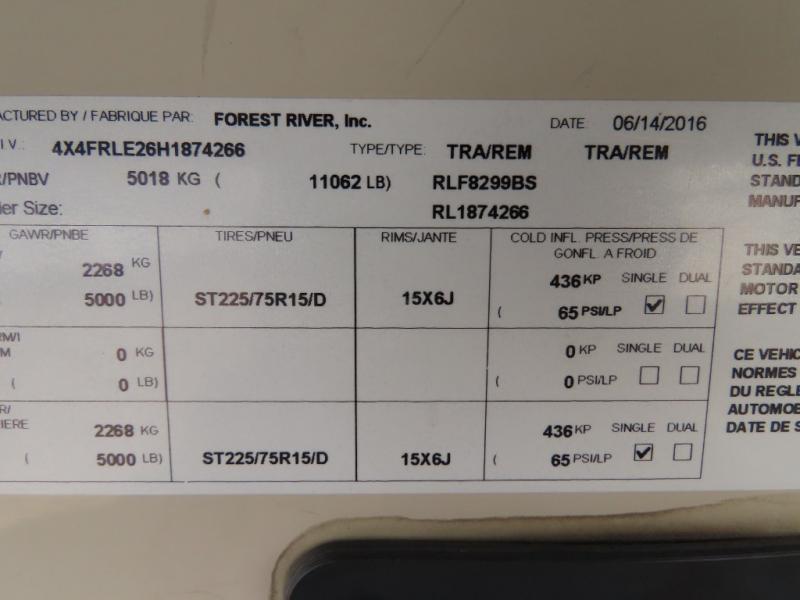 ACTURED BY / FABRIQUE PAR: FOREST RIVER, Inc. DATE: 06/14/2016
I.V.: 4X4FRLE26H1874266 TYPE/TYPE: TRA/REM TRA/REM
R/PNBV 5018 KG ( 11062 LB) RLF8299BS
ier Size: RL1874266
GAWR/PNBE TIRES/PNEU RIMS/JANTE COLD INFL. PRESS/PRESS DE
GONFL. A FROID
2268 KG 436 KP SINGLE DUAL
5000 LB) ST225/75R15/D 15X6J ( 65 PSI/LP
RM/I
M 0 KG 0 KP SINGLE DUAL
( 0 LB) ( 0 PSI/LP
R/
IERE 2268 KG 436 KP SINGLE DUAL
( 5000 LB) ST225/75R15/D 15X6J ( 65 PSI/LP
THIS V
U.S. FE
STAND
MANUF
THIS VE
STANDA
MOTOR
EFFECT
CE VEHIC
NORMES
DU REGLE
AUTOMOB
DATE DE S